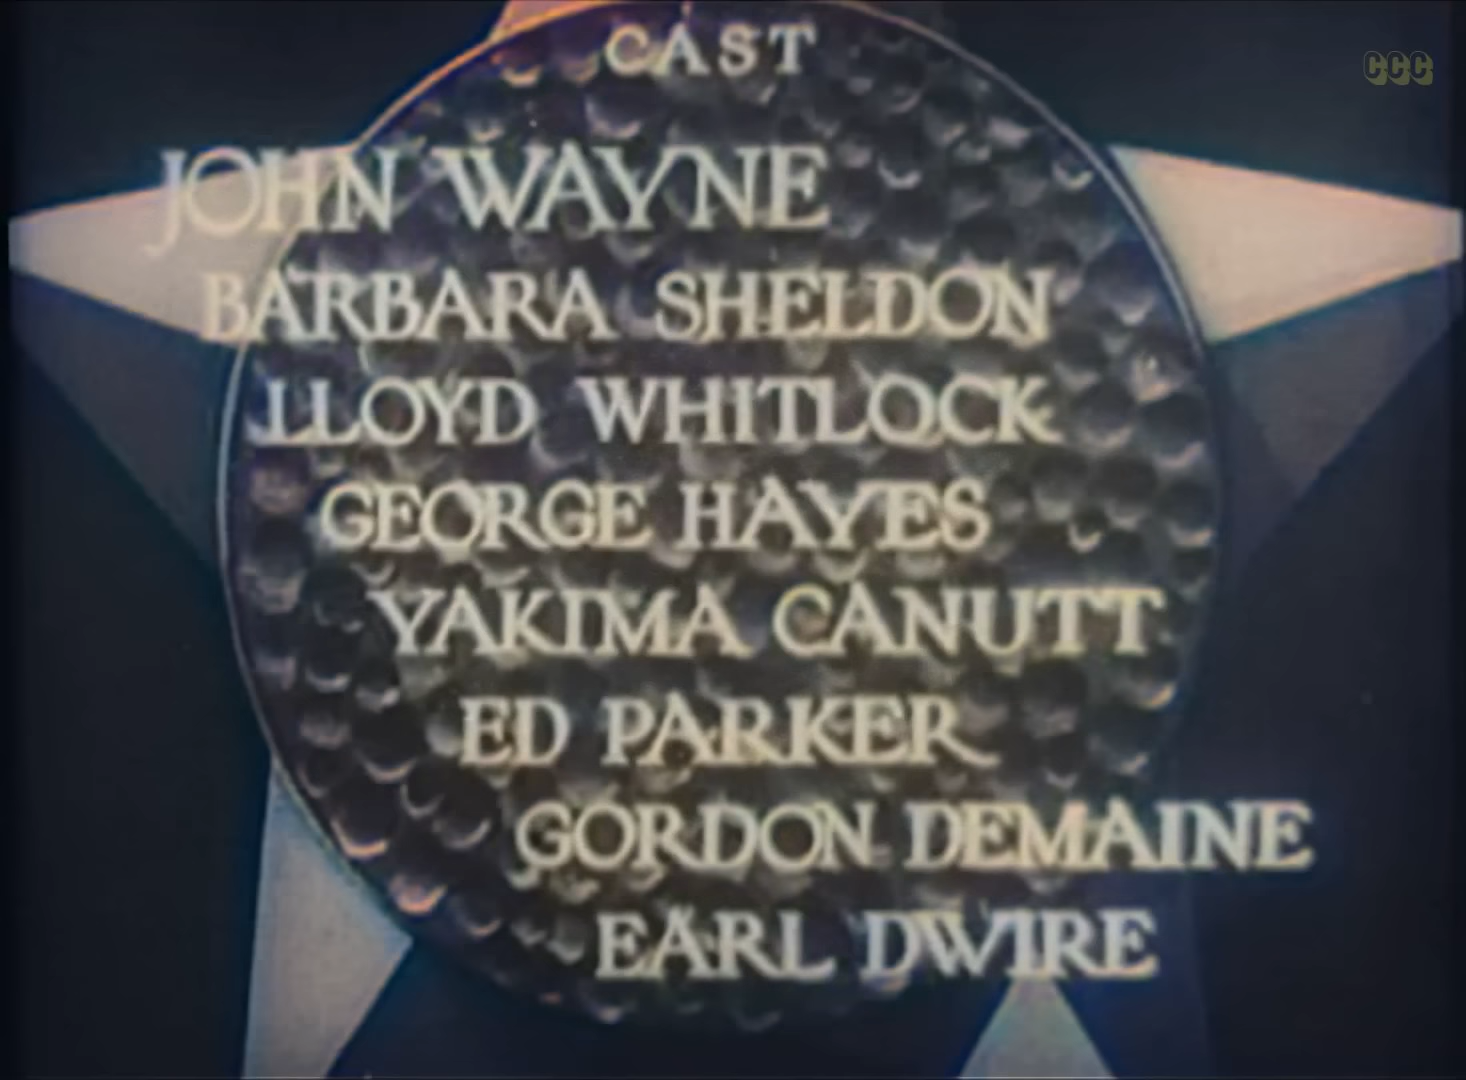 CAST
CCC
JOHN WAYNE
BARBARA SHELDON
LLOYD WHITLOCK
GEORGE HAYES
YAKIMA CANUTT
ED PARKER
GORDON DEMAINE
EARL DWIRE